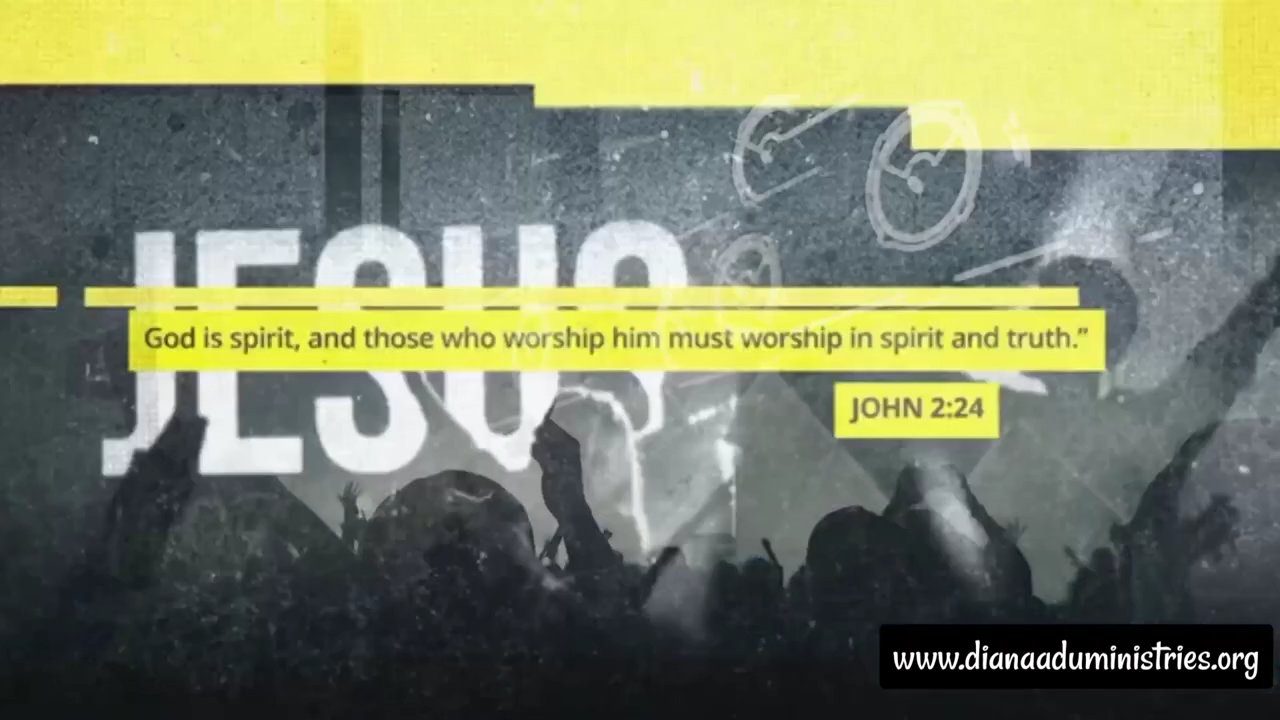 JESUS
God is spirit, and those who worship him must worship in spirit and truth.”
JOHN 2:24
www.dianaaduministries.org